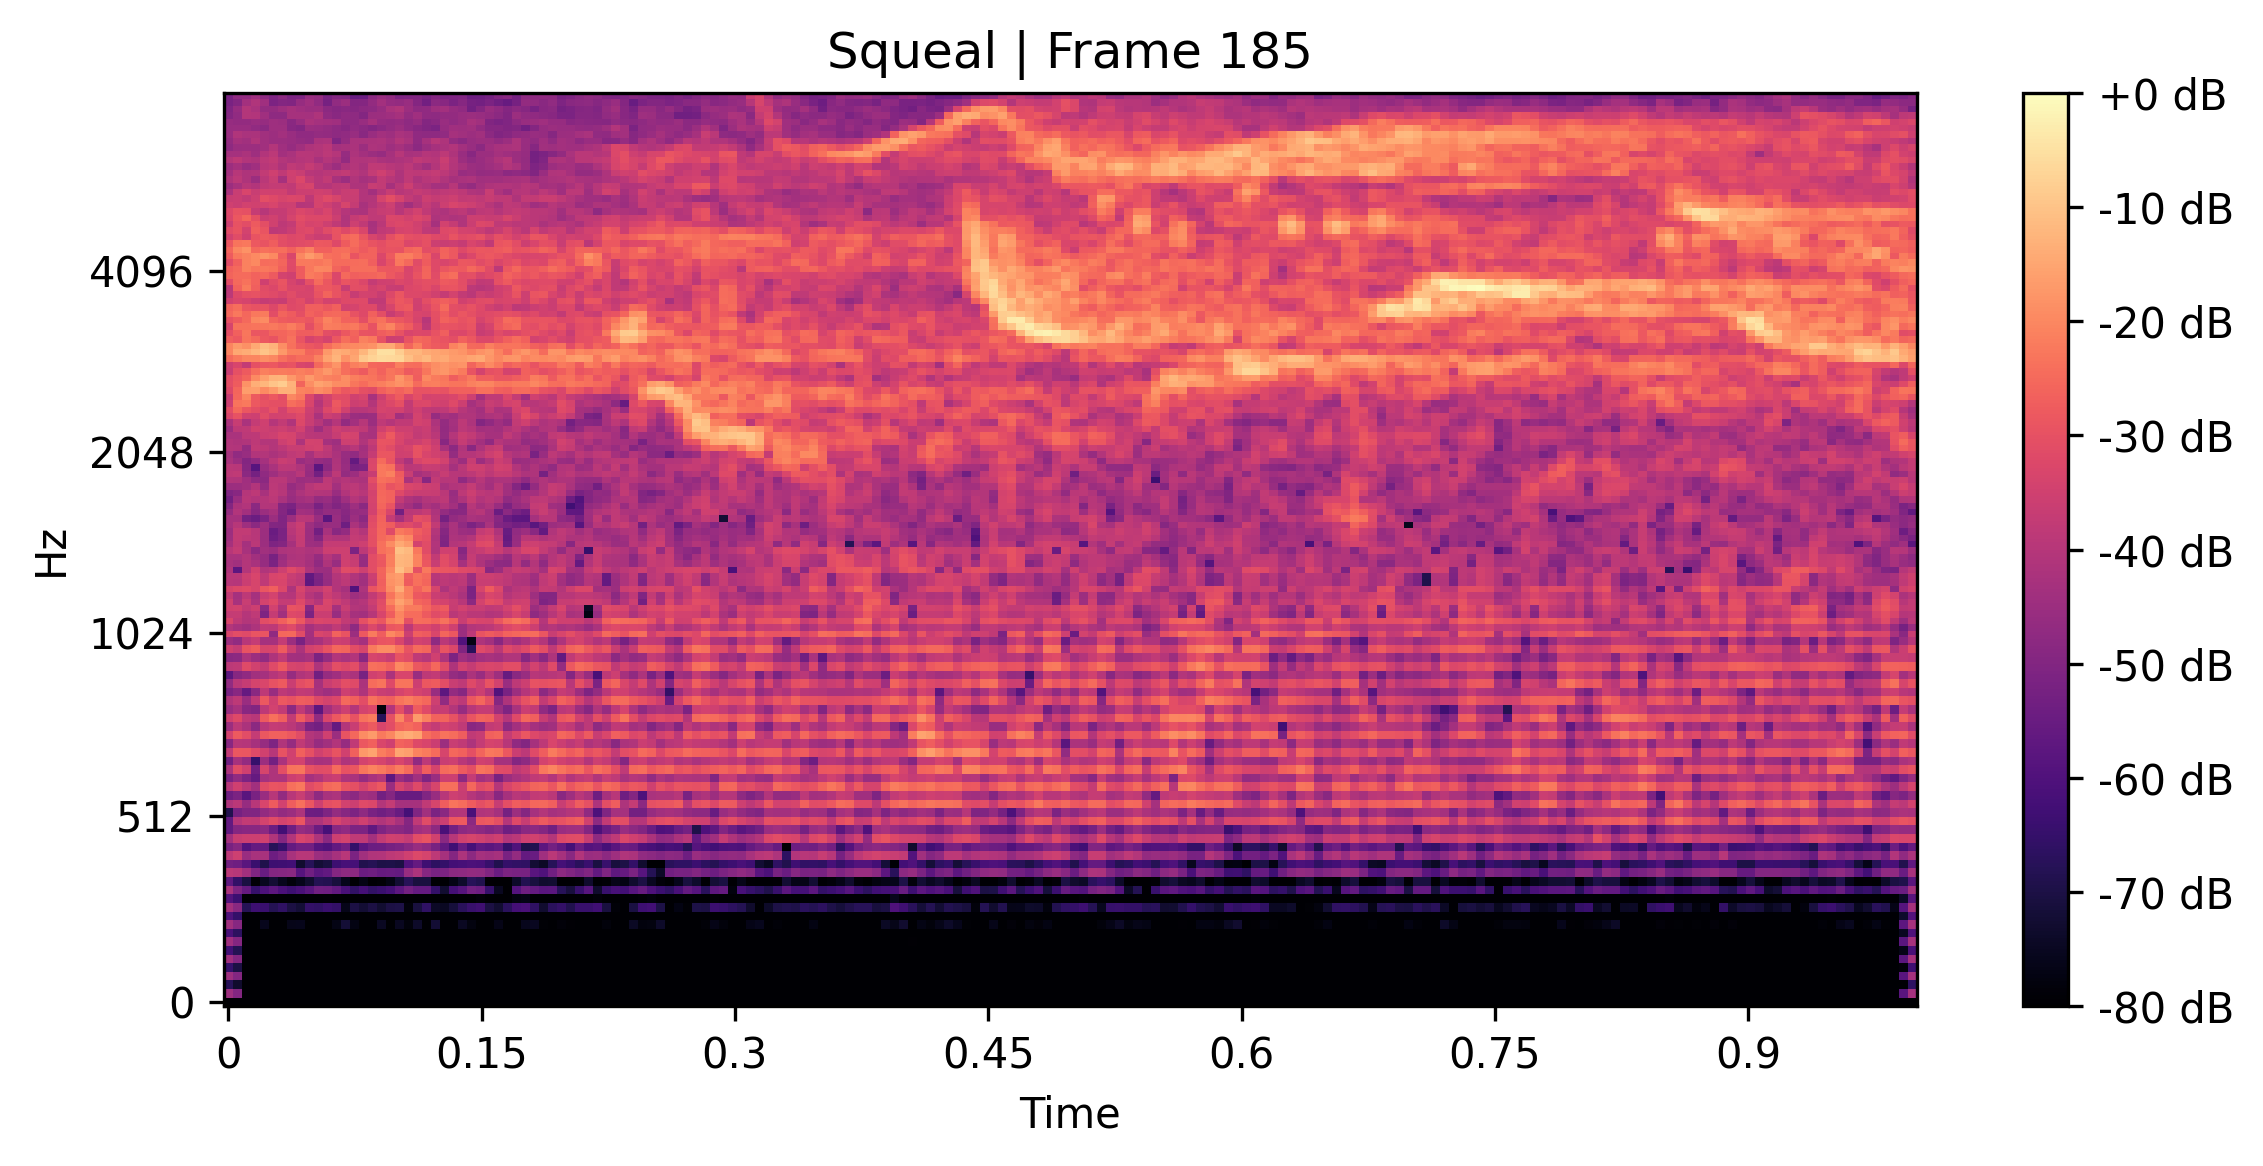 Squeal | Frame 185
Hz
4096
2048
1024
512
0
0 0.15 0.3 0.45 0.6 0.75 0.9
Time
+0 dB
-10 dB
-20 dB
-30 dB
-40 dB
-50 dB
-60 dB
-70 dB
-80 dB